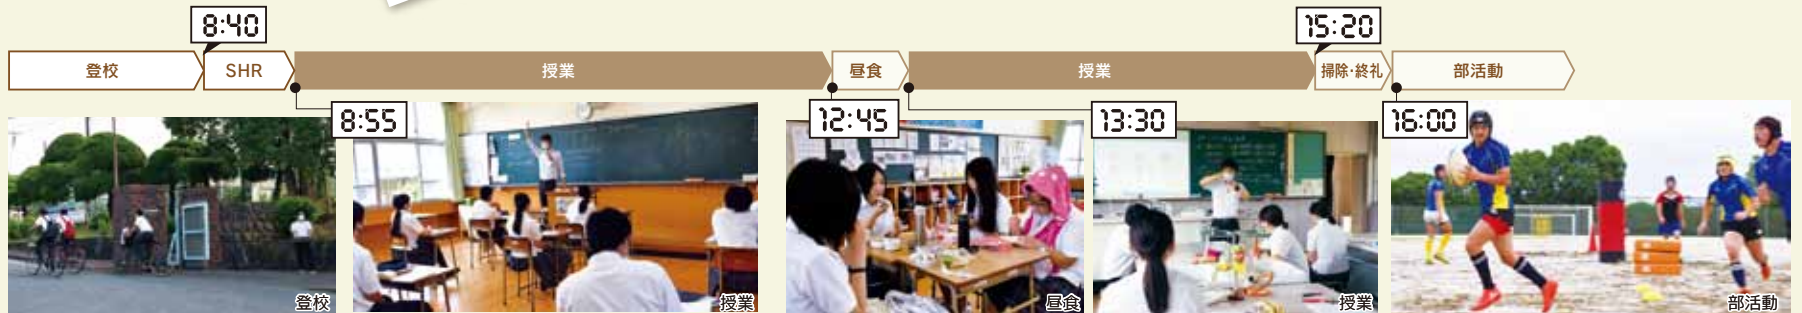 8:40
15:20
登校
SHR
授業
昼食
授業
掃除・終礼
部活動
8:55
12:45
13:30
16:00
登校
授業
昼食
授業
部活動